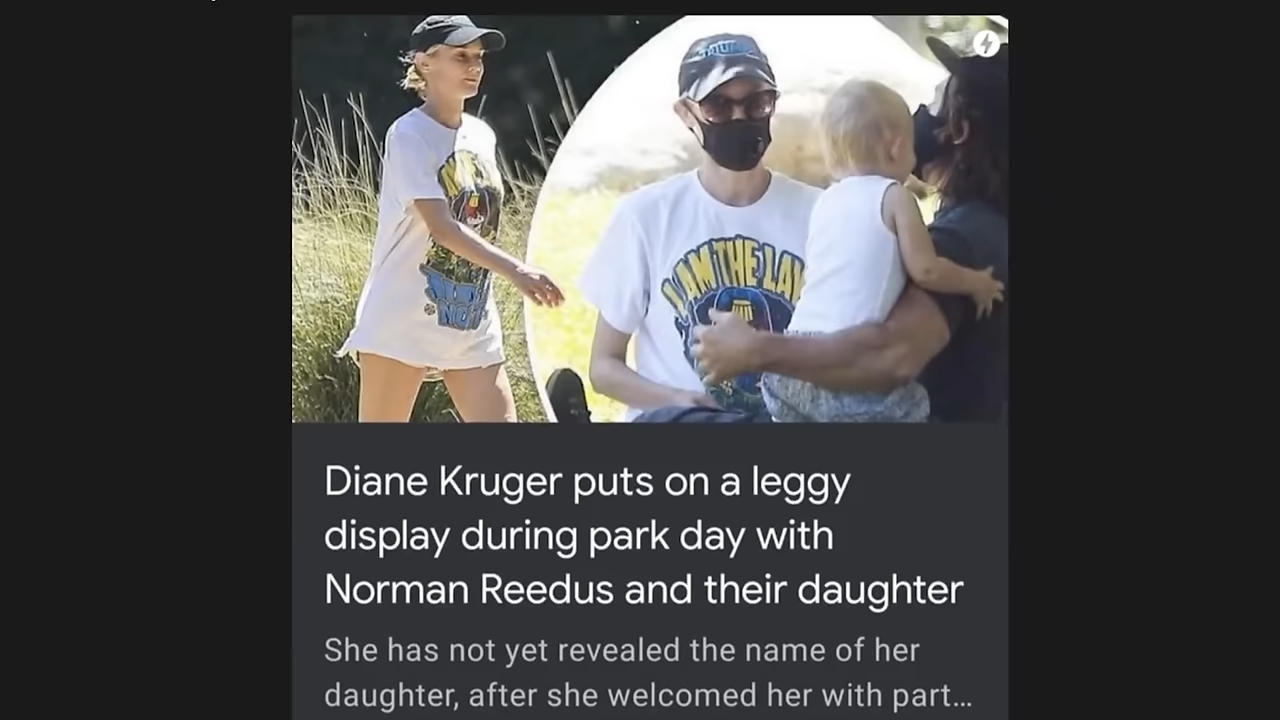 I AM THE LAW
Diane Kruger puts on a leggy
display during park day with
Norman Reedus and their daughter
She has not yet revealed the name of her
daughter, after she welcomed her with part...